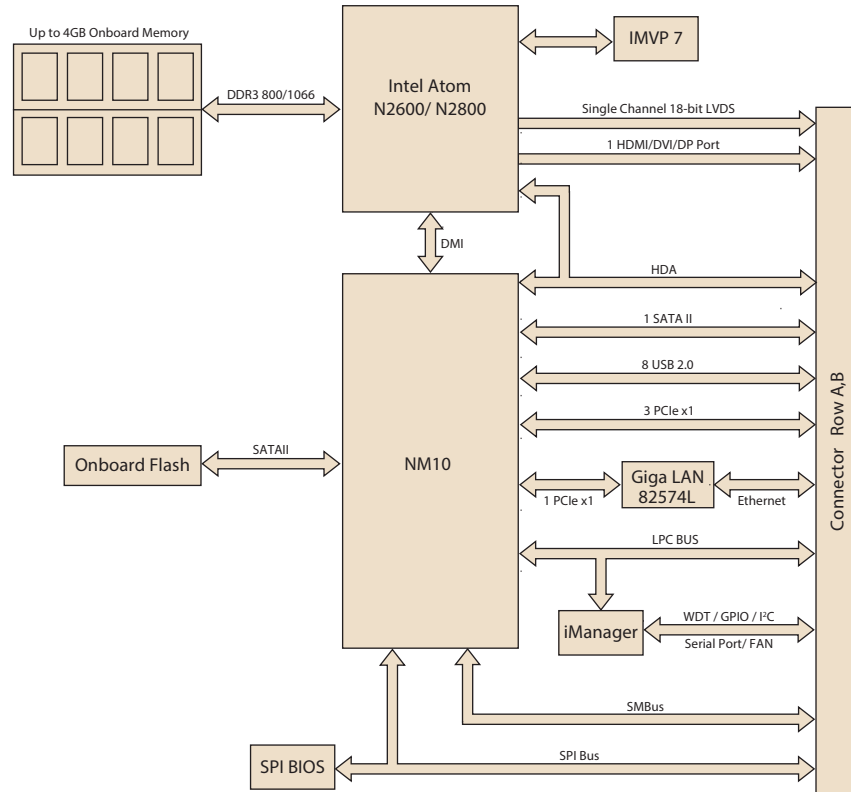 Up to 4GB Onboard Memory
DDR3 800/1066
Intel Atom
N2600/ N2800
IMVP 7
Single Channel 18-bit LVDS
1 HDMI/DVI/DP Port
DMI
HDA
1 SATA II
8 USB 2.0
3 PCIe x1
Onboard Flash
SATAII
NM10
1 PCIe x1
Giga LAN
82574L
Ethernet
LPC BUS
iManager
WDT / GPIO / I²C
Serial Port/ FAN
SMBus
SPI BIOS
SPI Bus
Connector Row A,B